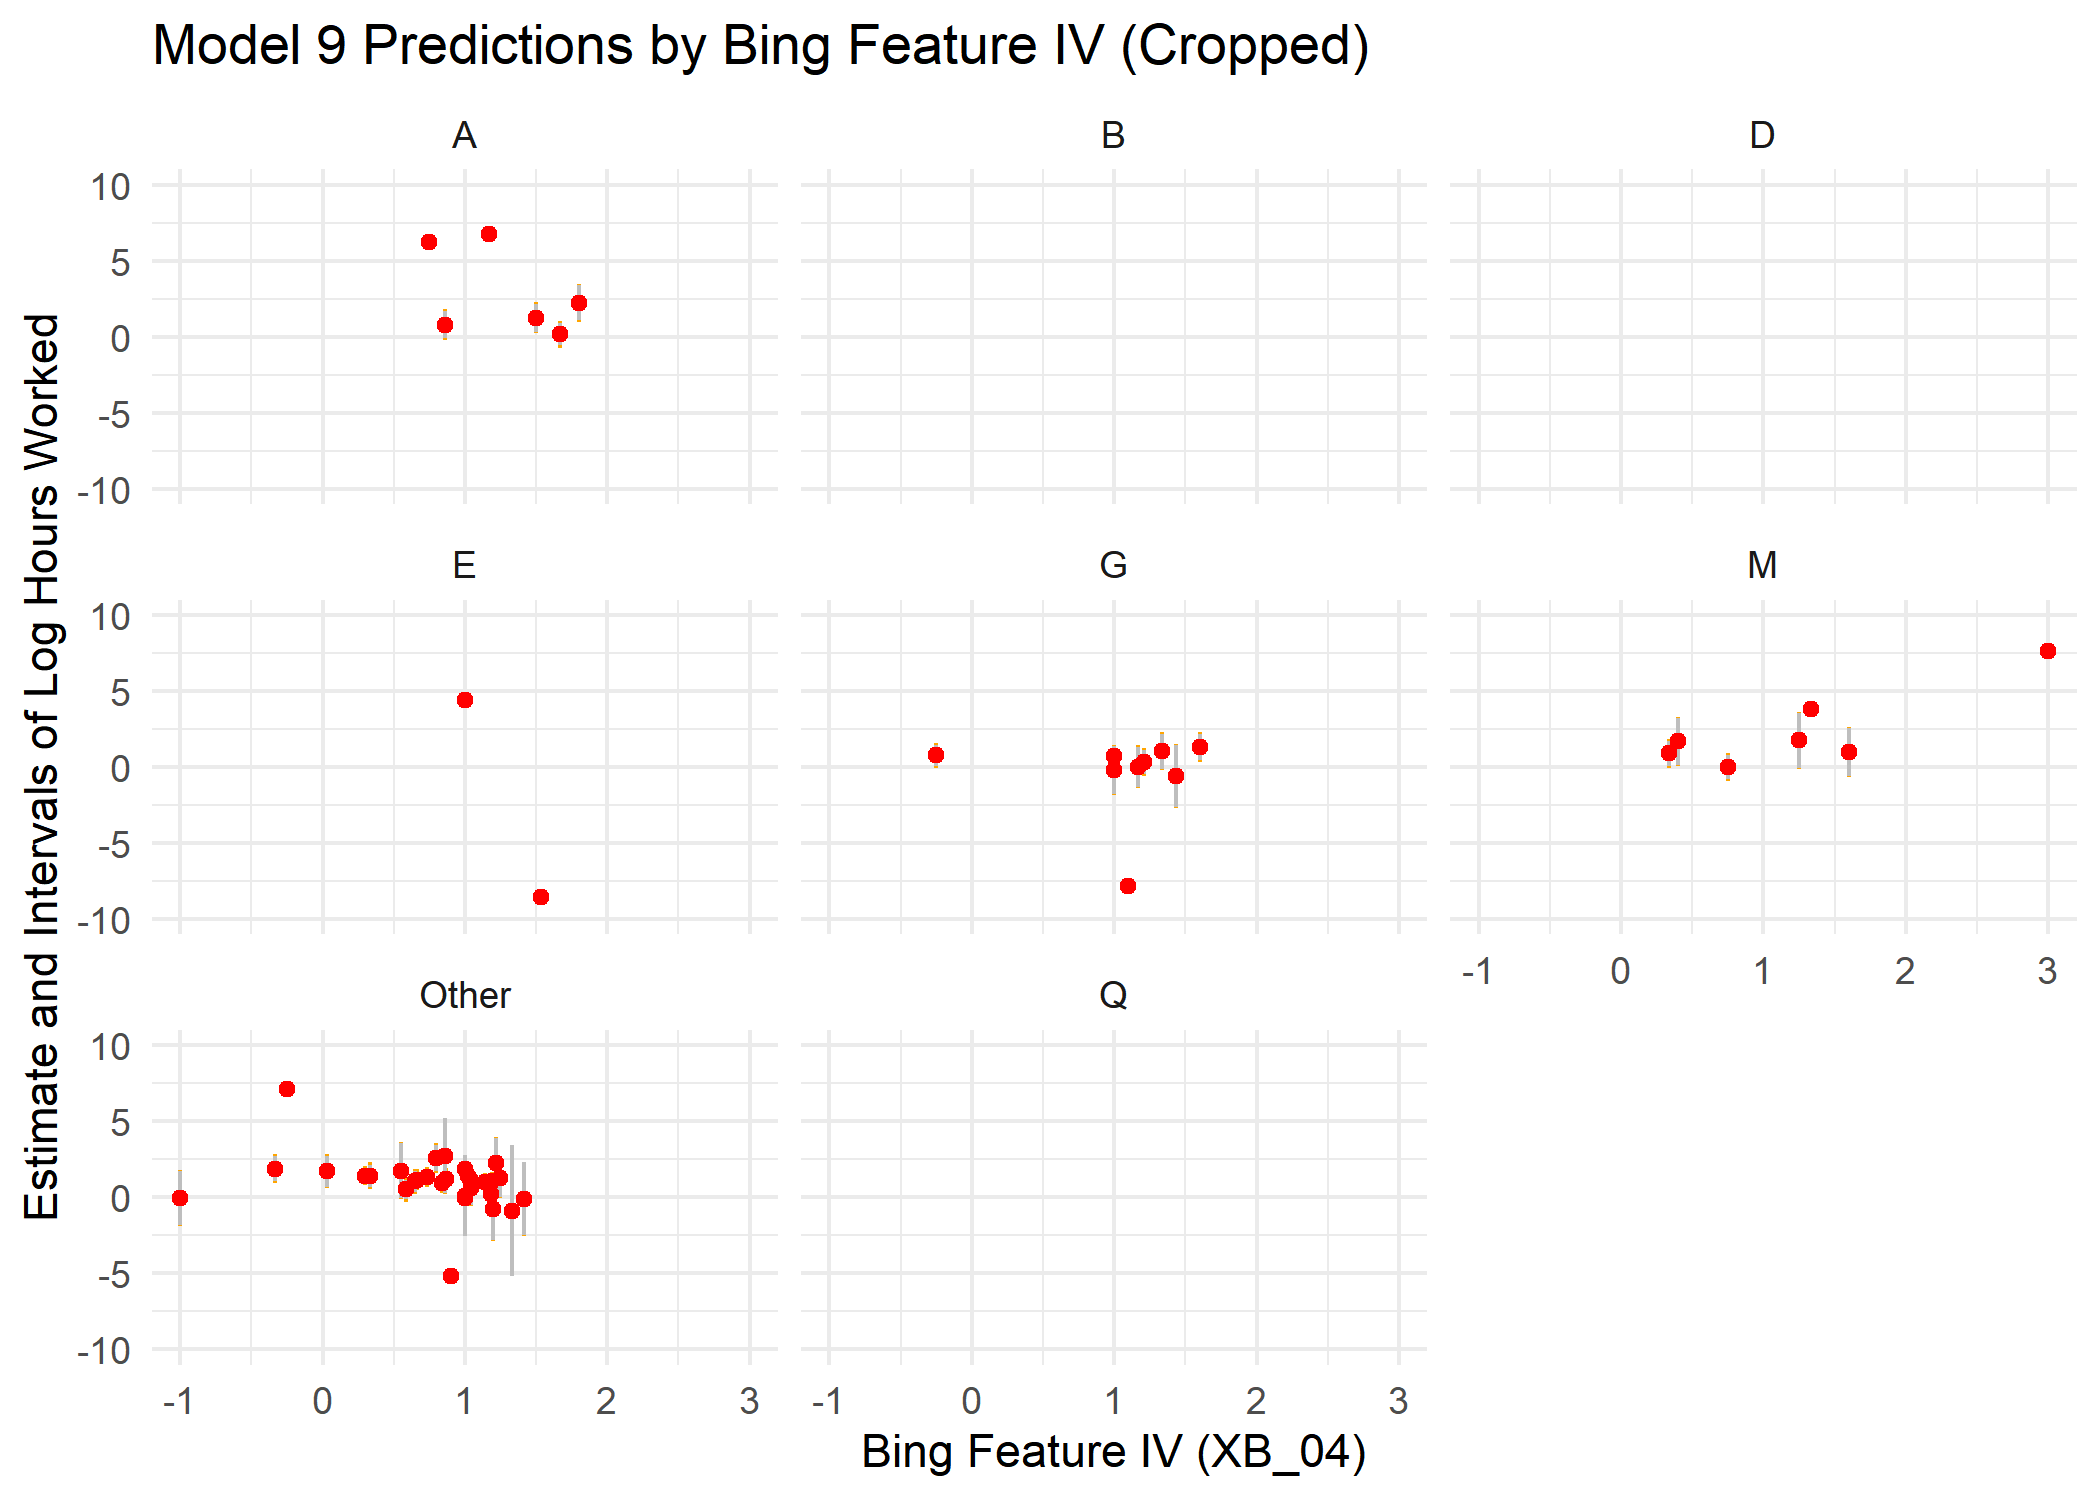 Model 9 Predictions by Bing Feature IV (Cropped)
A
B
D
10
5
0
-5
-10
E
G
M
10
5
0
-5
-10
-1 0 1 2 3
Other
Q
10
5
0
-5
-10
-1 0 1 2 3
-1 0 1 2 3
Bing Feature IV (XB_04)
Estimate and Intervals of Log Hours Worked